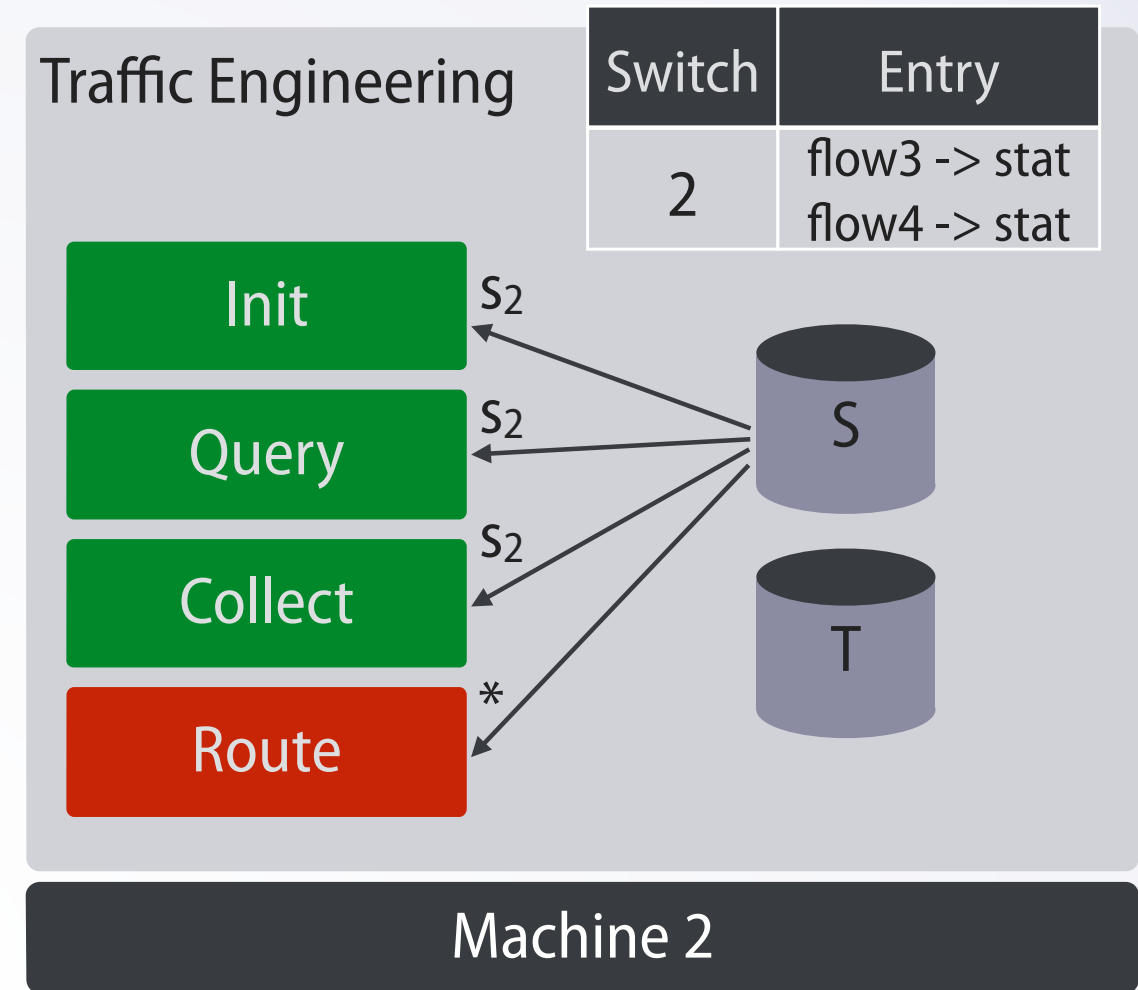 Traffic Engineering
Switch Entry
2
flow3 -> stat
flow4 -> stat
Init
s2
Query
s2
Collect
s2
Route
*
S
T
Machine 2